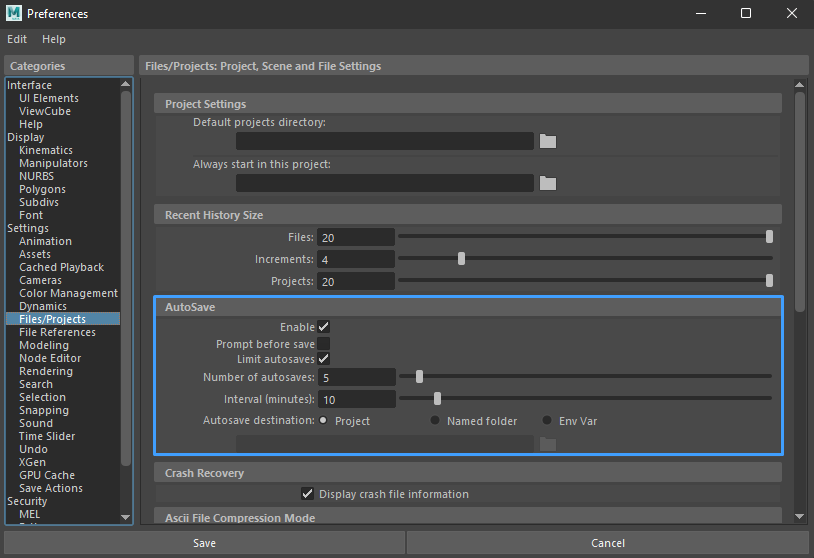 Preferences
Edit Help
Categories
Interface
UI Elements
ViewCube
Help
Display
Kinematics
Manipulators
NURBS
Polygons
Subdivs
Font
Settings
Animation
Assets
Cached Playback
Cameras
Color Management
Dynamics
Files/Projects
File References
Modeling
Node Editor
Rendering
Search
Selection
Snapping
Sound
Time Slider
Undo
XGen
GPU Cache
Save Actions
Security
MEL
Files/Projects: Project, Scene and File Settings
Project Settings
Default projects directory:
Always start in this project:
Recent History Size
Files: 20
Increments: 4
Projects: 20
AutoSave
Enable
Prompt before save
Limit autosaves
Number of autosaves: 5
Interval (minutes): 10
Autosave destination: Project Named folder Env Var
Crash Recovery
Display crash file information
Ascii File Compression Mode
Save Cancel